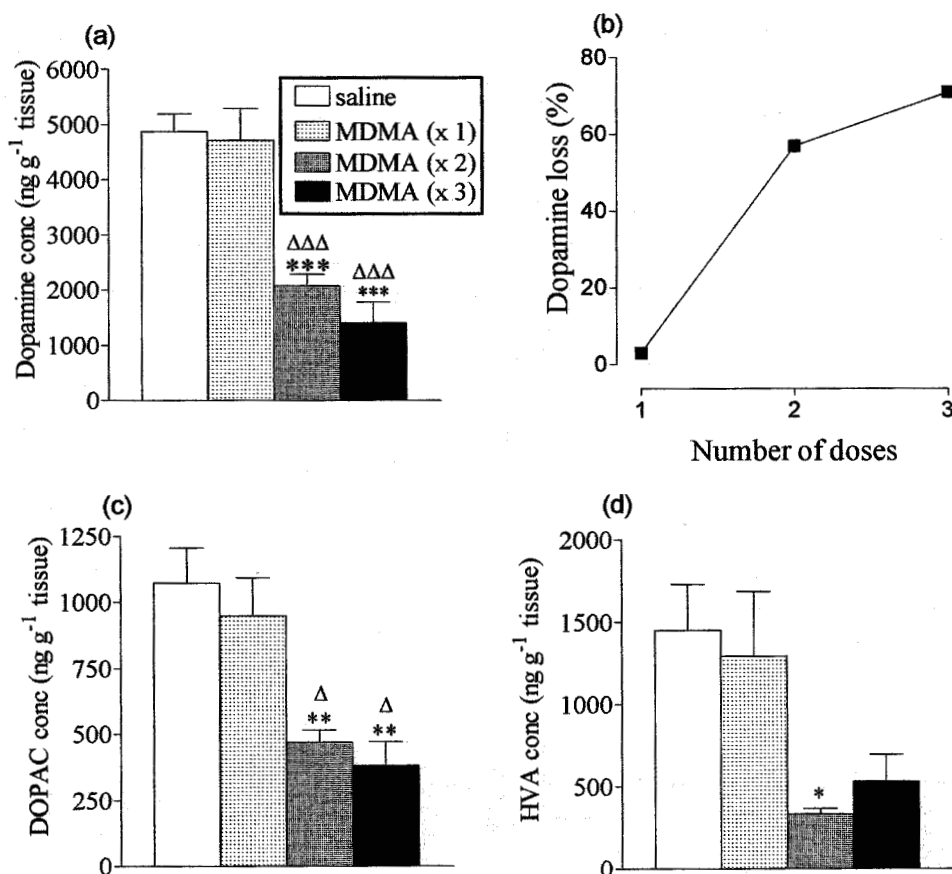 (a)
Dopamine conc (ng g⁻¹ tissue)
6000
5000
4000
3000
2000
1000
0
saline
MDMA (x 1)
MDMA (x 2)
MDMA (x 3)
ΔΔΔ
***
ΔΔΔ
***
(b)
Dopamine loss (%)
80
60
40
20
0
1
2
3
Number of doses
(c)
DOPAC conc (ng g⁻¹ tissue)
1250
1000
750
500
250
0
Δ
**
Δ
**
(d)
HVA conc (ng g⁻¹ tissue)
2000
1500
1000
500
0
*